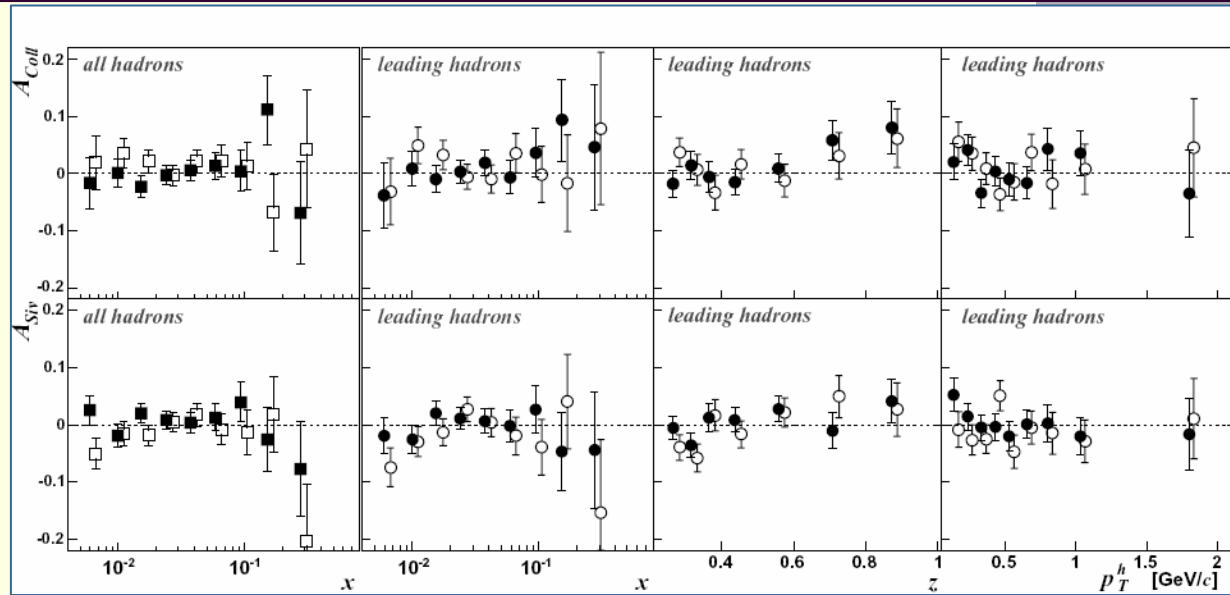 A_Coll
0.2
0.1
0
-0.1
-0.2
all hadrons
leading hadrons
leading hadrons
leading hadrons
A_Siv
0.1
0
-0.1
-0.2
all hadrons
leading hadrons
leading hadrons
leading hadrons
10^-2 10^-1 x
10^-2 10^-1 x
0.4 0.6 0.8 1 z
0.5 1 1.5 2
p_T^h [GeV/c]